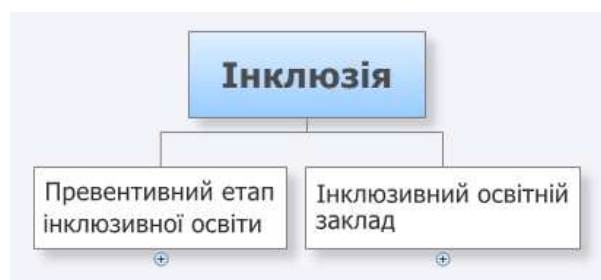 Інклюзія
Превентивний етап
інклюзивної освіти
Інклюзивний освітній
заклад